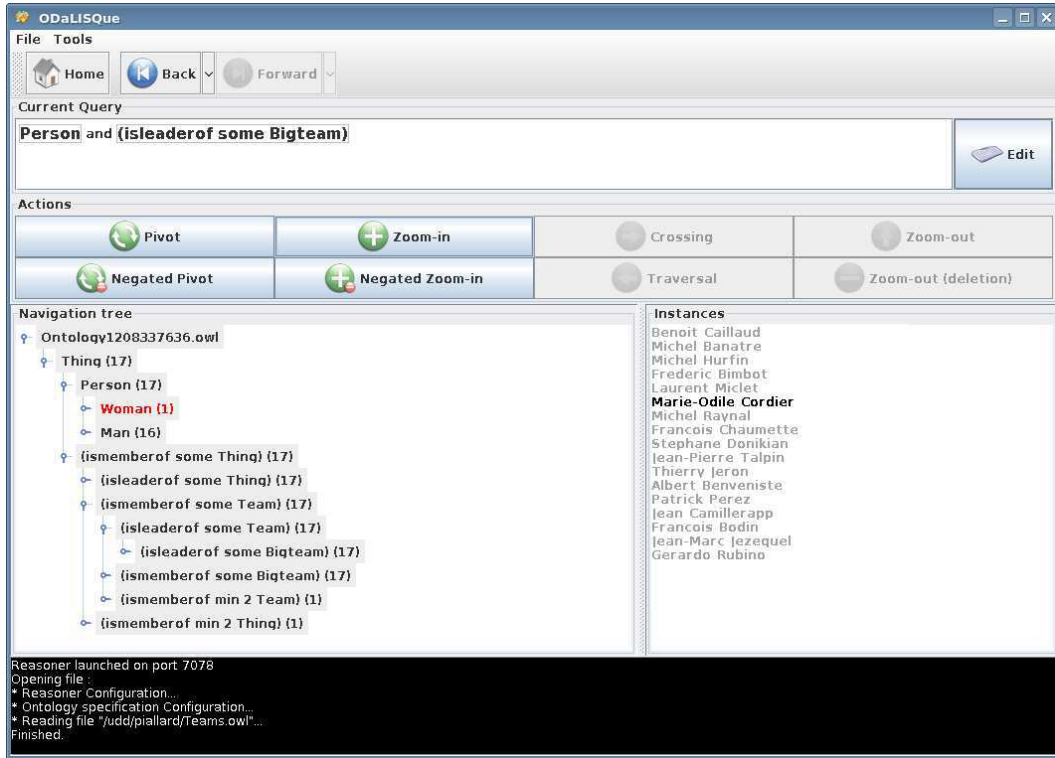 ODaLISQue
File Tools
Home Back Forward
Current Query
Person and (isleaderof some Bigteam)
Edit
Actions
Pivot Zoom-in Crossing Zoom-out
Negated Pivot Negated Zoom-in Traversal Zoom-out (deletion)
Navigation tree
Ontology1208337636.owl
Thing (17)
Person (17)
Woman (1)
Man (16)
(ismemberof some Thing) (17)
(isleaderof some Thing) (17)
(ismemberof some Team) (17)
(isleaderof some Team) (17)
(isleaderof some Bigteam) (17)
(ismemberof some Bigteam) (17)
(ismemberof min 2 Team) (1)
(ismemberof min 2 Thing) (1)
Instances
Benoit Caillaud
Michel Banatre
Michel Hurfin
Frederic Bimbot
Laurent Miclet
Marie-Odile Cordier
Michel Raynal
Francois Chaumette
Stephane Donikian
Jean-Pierre Talpin
Thierry Jeron
Albert Benveniste
Patrick Perez
Jean Camillerapp
Francois Bodin
Jean-Marc Jezequel
Gerardo Rubino
Reasoner launched on port 7078
Opening file :
* Reasoner Configuration...
* Ontology specification Configuration...
* Reading file "/udd/piallard/Teams.owl"...
Finished.